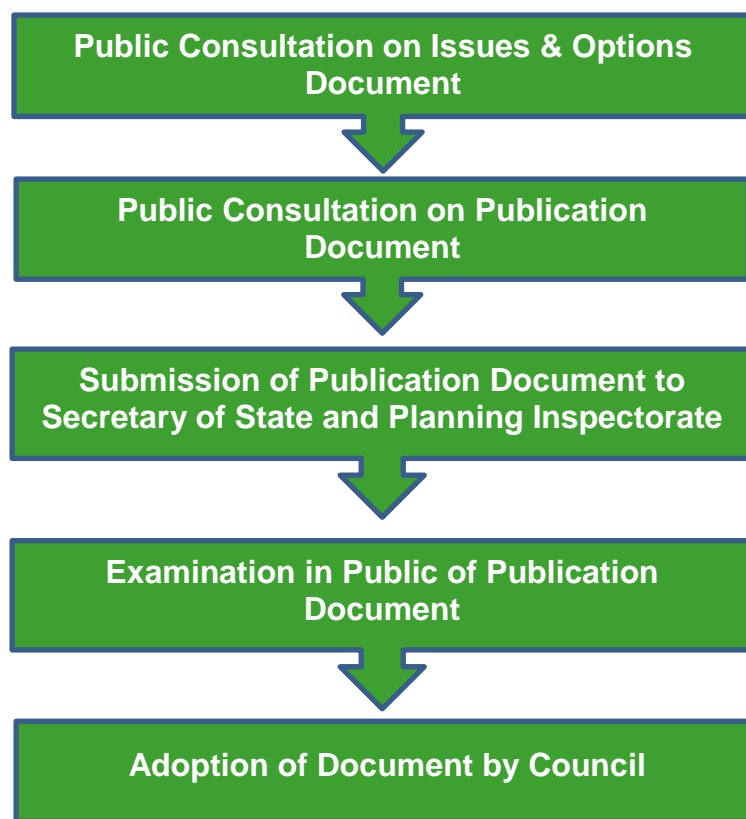 Public Consultation on Issues & Options
Document
Public Consultation on Publication
Document
Submission of Publication Document to
Secretary of State and Planning Inspectorate
Examination in Public of Publication
Document
Adoption of Document by Council